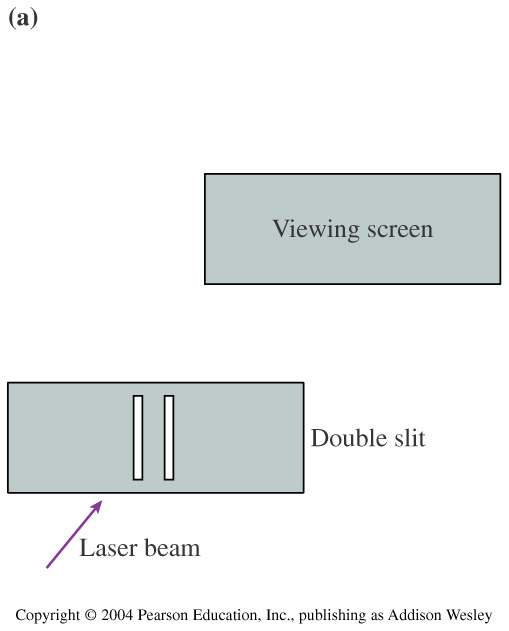 (a)
Viewing screen
Double slit
Laser beam
Copyright © 2004 Pearson Education, Inc., publishing as Addison Wesley